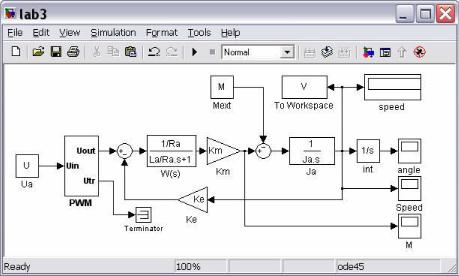 lab3
File Edit View Simulation Format Tools Help
Normal
M
Mext
V
To Workspace
speed
U
Ua
Uin
Uout
Utr
PWM
1/Ra
La/Ra.s+1
W(s)
Km
Km
1
Ja.s
Ja
1/s
int
angle
Ke
Ke
Terminator
Speed
M
Ready 100% ode45